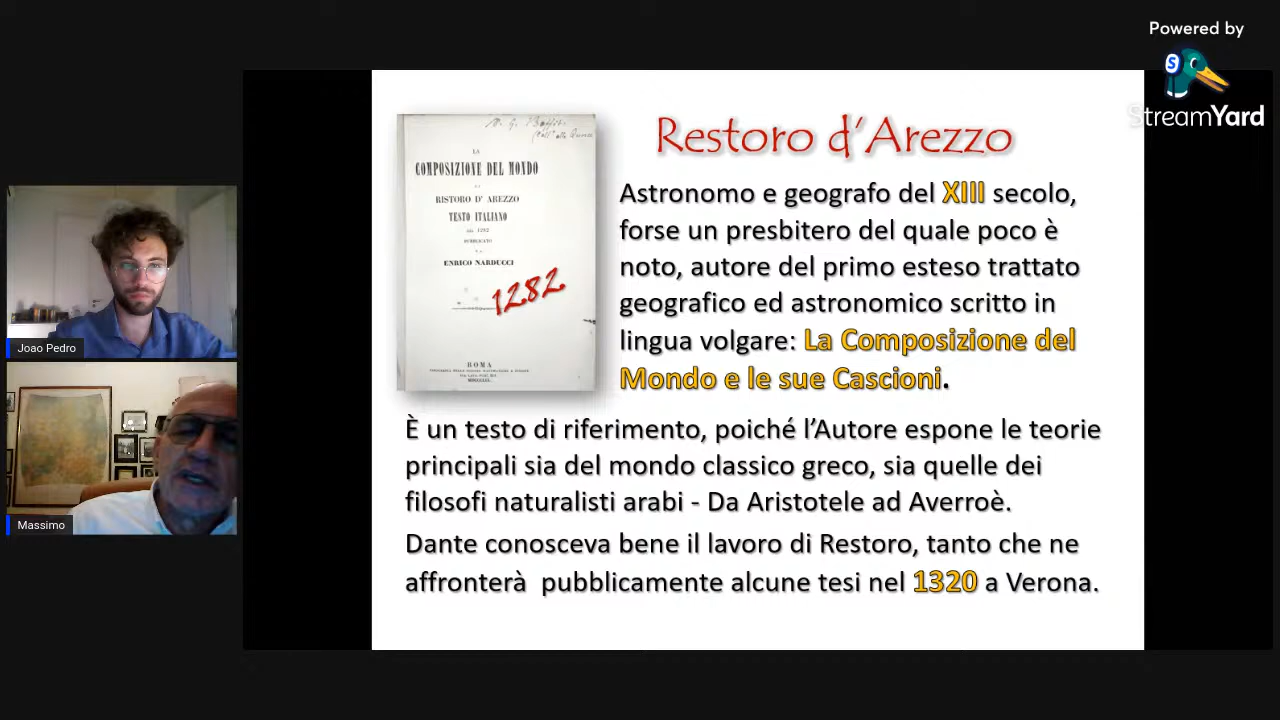 Powered by
StreamYard
Restoro d'Arezzo
LA
COMPOSIZIONE DEL MONDO
RISTORO D' AREZZO
TESTO ITALIANO
DEL 1282
PUBBLICATO
ENRICO NARDUCCI
1282
ROMA
Astronomo e geografo del XIII secolo,
forse un presbitero del quale poco è
noto, autore del primo esteso trattato
geografico ed astronomico scritto in
lingua volgare: La Composizione del
Mondo e le sue Cascioni.
È un testo di riferimento, poiché l'Autore espone le teorie
principali sia del mondo classico greco, sia quelle dei
filosofi naturalisti arabi - Da Aristotele ad Averroè.
Dante conosceva bene il lavoro di Restoro, tanto che ne
affronterà pubblicamente alcune tesi nel 1320 a Verona.
Joao Pedro
Massimo